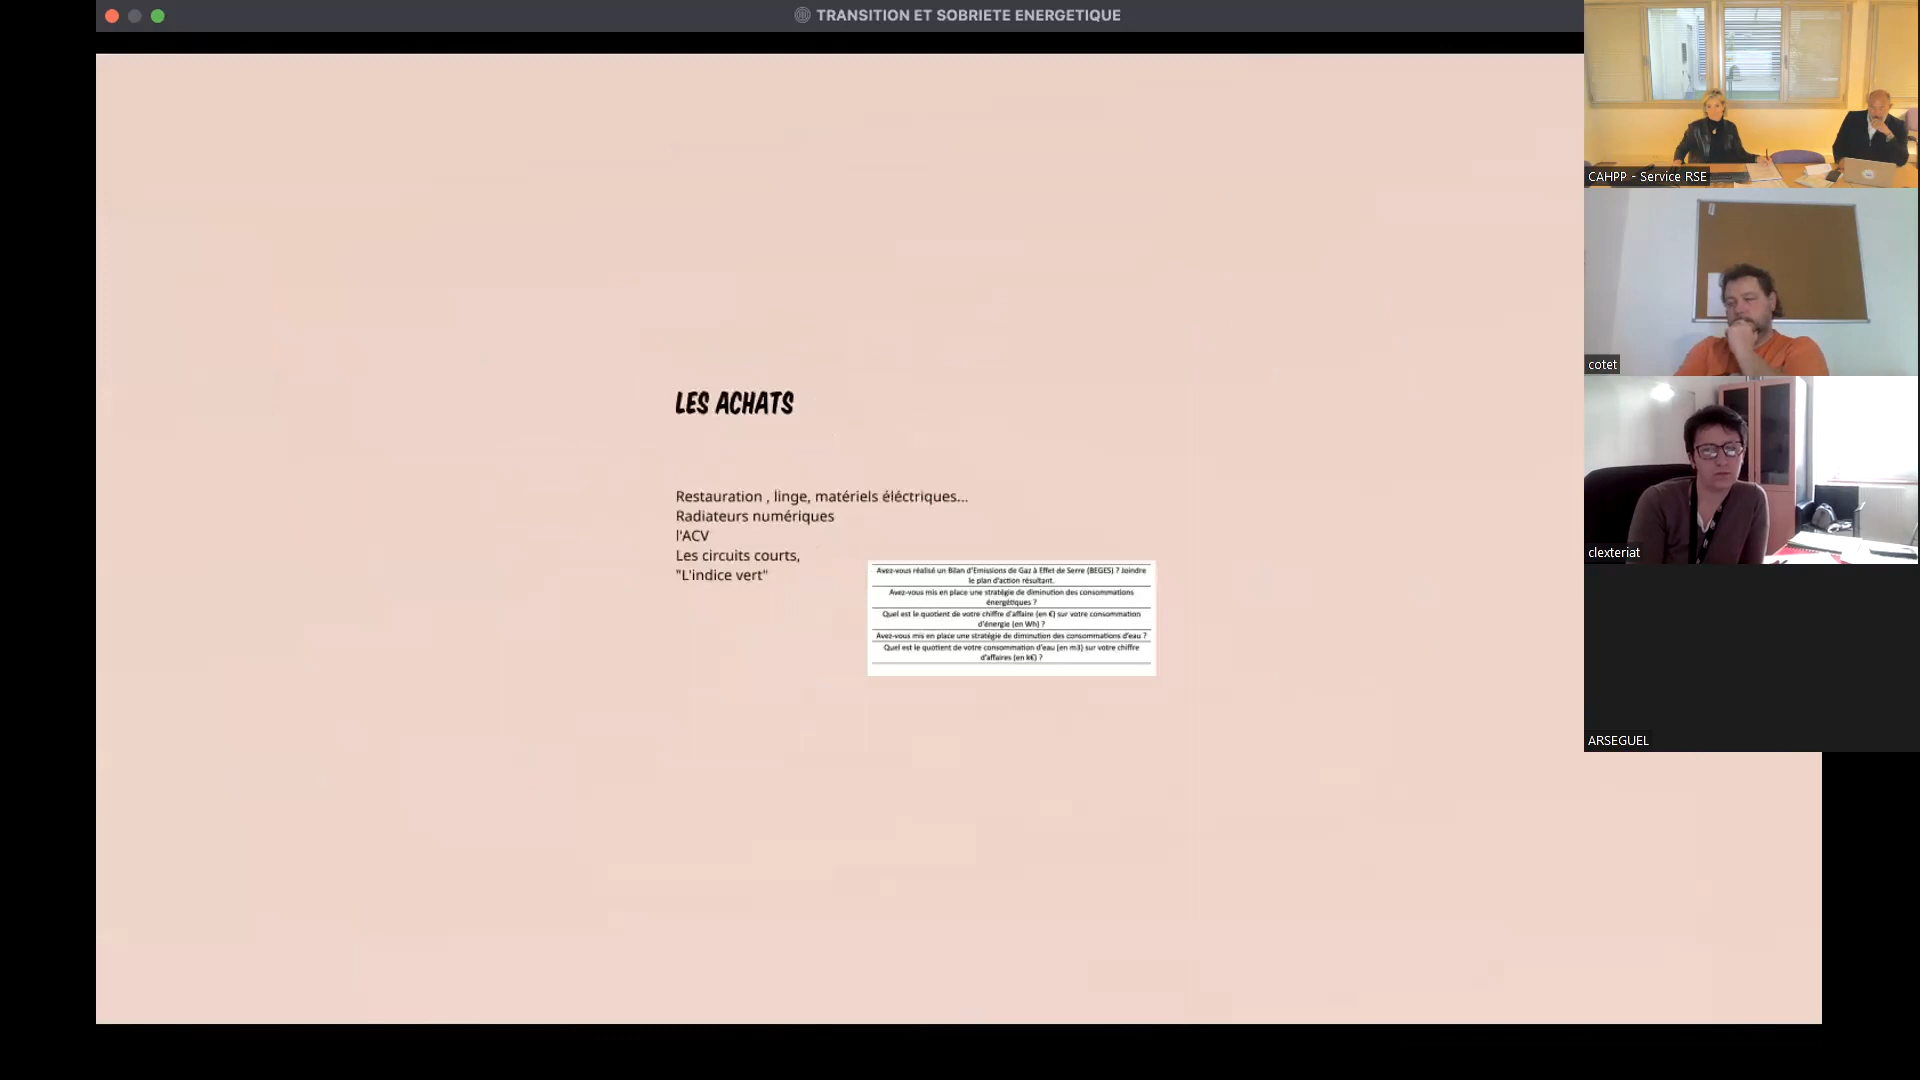 TRANSITION ET SOBRIETE ENERGETIQUE
LES ACHATS
Restauration , linge, matériels éléctriques...
Radiateurs numériques
l'ACV
Les circuits courts,
"L'indice vert"
Avez-vous réalisé un Bilan d'Emissions de Gaz à Effet de Serre (BEGES) ? Joindre
le plan d'action résultant.
Avez-vous mis en place une stratégie de diminution des consommations
énergétiques ?
Quel est le quotient de votre chiffre d'affaire (en €) sur votre consommation
d'énergie (en Wh) ?
Avez-vous mis en place une stratégie de diminution des consommations d'eau ?
Quel est le quotient de votre consommation d'eau (en m3) sur votre chiffre
d'affaires (en k€) ?
CAHPP - Service RSE
cotet
clexteriat
ARSEGUEL